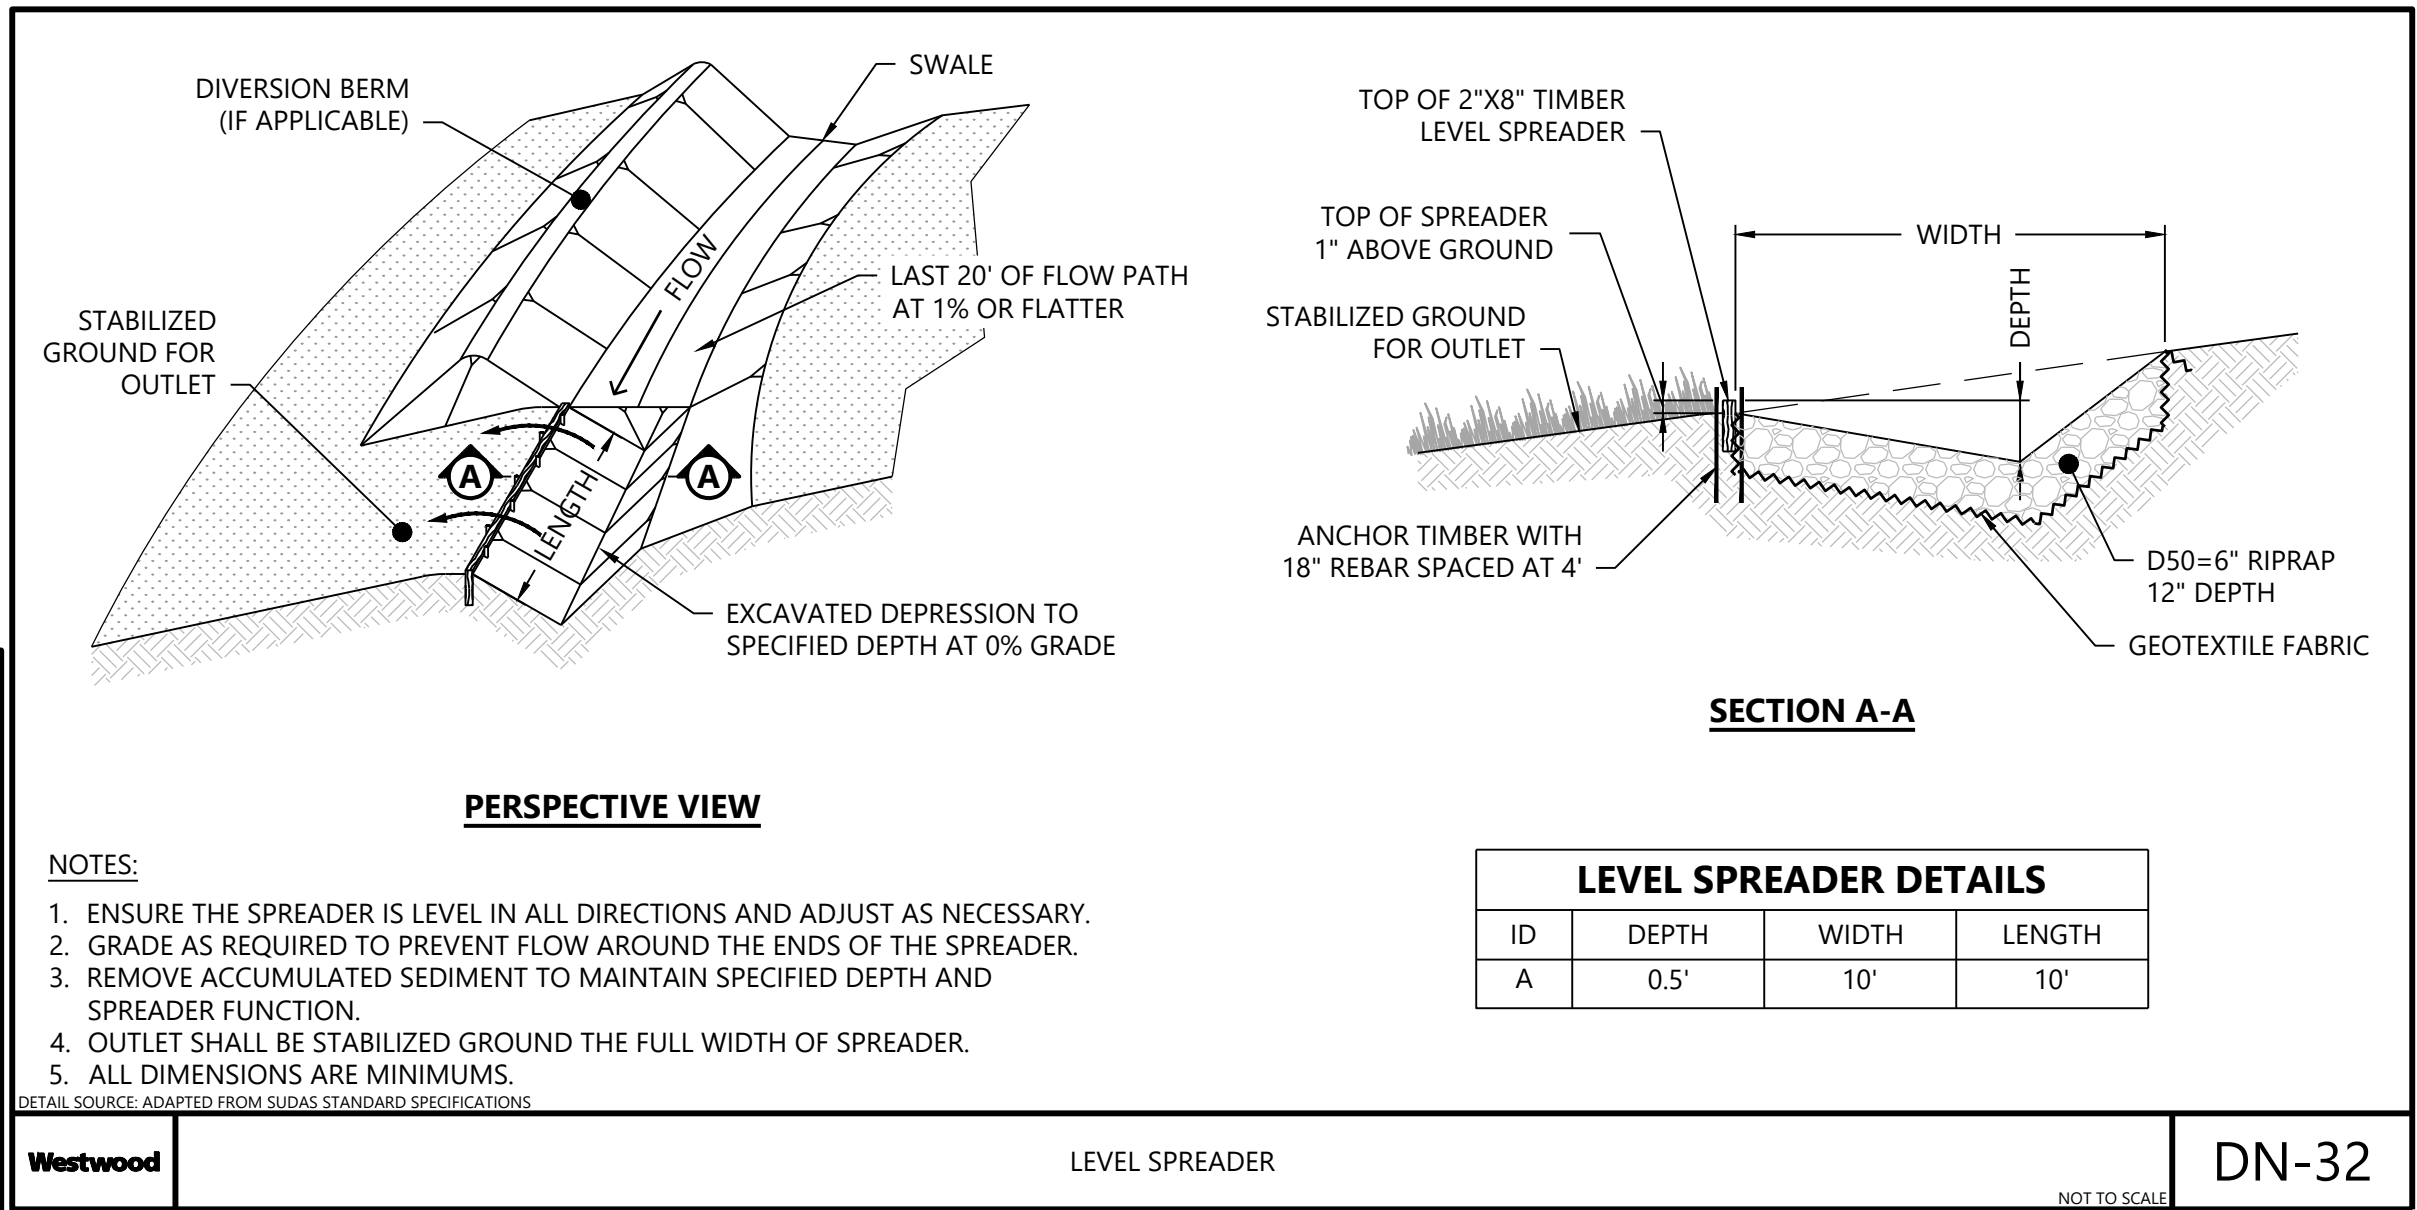 DIVERSION BERM
(IF APPLICABLE)
SWALE
FLOW
LAST 20' OF FLOW PATH
AT 1% OR FLATTER
STABILIZED
GROUND FOR
OUTLET
A
A
LENGTH
EXCAVATED DEPRESSION TO
SPECIFIED DEPTH AT 0% GRADE
PERSPECTIVE VIEW
TOP OF 2"X8" TIMBER
LEVEL SPREADER
TOP OF SPREADER
1" ABOVE GROUND
STABILIZED GROUND
FOR OUTLET
WIDTH
DEPTH
ANCHOR TIMBER WITH
18" REBAR SPACED AT 4'
D50=6" RIPRAP
12" DEPTH
GEOTEXTILE FABRIC
SECTION A-A
NOTES:
1. ENSURE THE SPREADER IS LEVEL IN ALL DIRECTIONS AND ADJUST AS NECESSARY.
2. GRADE AS REQUIRED TO PREVENT FLOW AROUND THE ENDS OF THE SPREADER.
3. REMOVE ACCUMULATED SEDIMENT TO MAINTAIN SPECIFIED DEPTH AND
SPREADER FUNCTION.
4. OUTLET SHALL BE STABILIZED GROUND THE FULL WIDTH OF SPREADER.
5. ALL DIMENSIONS ARE MINIMUMS.
DETAIL SOURCE: ADAPTED FROM SUDAS STANDARD SPECIFICATIONS
LEVEL SPREADER DETAILS
ID DEPTH WIDTH LENGTH
A 0.5' 10' 10'
Westwood
LEVEL SPREADER
NOT TO SCALE
DN-32